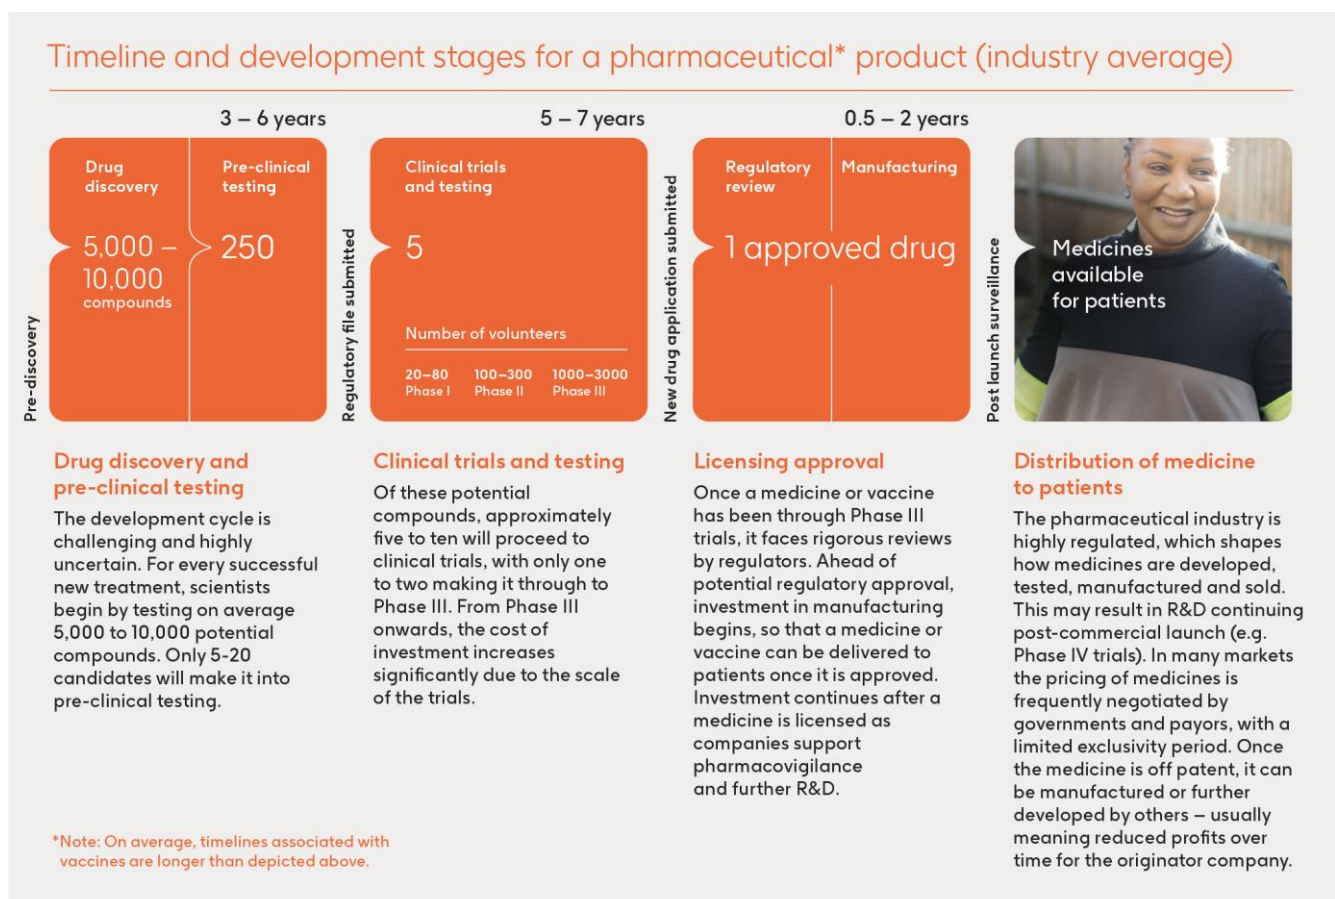 Timeline and development stages for a pharmaceutical* product (industry average)
3 – 6 years
5 – 7 years
0.5 – 2 years
Pre-discovery
Drug
discovery
5,000 –
10,000
compounds
Pre-clinical
testing
250
Regulatory file submitted
Clinical trials
and testing
5
Number of volunteers
20–80 100–300 1000–3000
Phase I Phase II Phase III
New drug application submitted
Regulatory
review
Manufacturing
1 approved drug
Post launch surveillance
Medicines
available
for patients
Drug discovery and
pre-clinical testing
The development cycle is
challenging and highly
uncertain. For every successful
new treatment, scientists
begin by testing on average
5,000 to 10,000 potential
compounds. Only 5-20
candidates will make it into
pre-clinical testing.
Clinical trials and testing
Of these potential
compounds, approximately
five to ten will proceed to
clinical trials, with only one
to two making it through to
Phase III. From Phase III
onwards, the cost of
investment increases
significantly due to the scale
of the trials.
Licensing approval
Once a medicine or vaccine
has been through Phase III
trials, it faces rigorous reviews
by regulators. Ahead of
potential regulatory approval,
investment in manufacturing
begins, so that a medicine or
vaccine can be delivered to
patients once it is approved.
Investment continues after a
medicine is licensed as
companies support
pharmacovigilance
and further R&D.
Distribution of medicine
to patients
The pharmaceutical industry is
highly regulated, which shapes
how medicines are developed,
tested, manufactured and sold.
This may result in R&D continuing
post-commercial launch (e.g.
Phase IV trials). In many markets
the pricing of medicines is
frequently negotiated by
governments and payors, with a
limited exclusivity period. Once
the medicine is off patent, it can
be manufactured or further
developed by others – usually
meaning reduced profits over
time for the originator company.
*Note: On average, timelines associated with
vaccines are longer than depicted above.